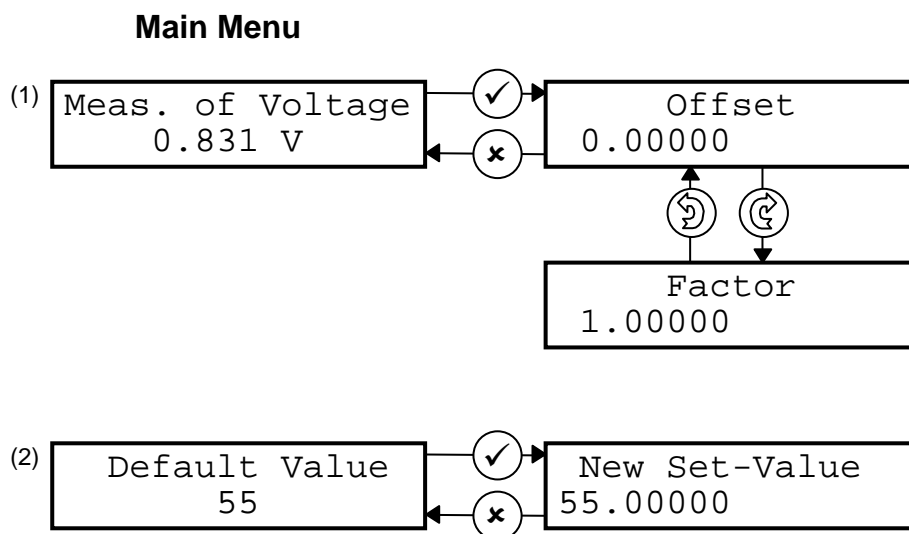 Main Menu
(1)
Meas. of Voltage
0.831 V
Offset
0.00000
Factor
1.00000
(2)
Default Value
55
New Set-Value
55.00000